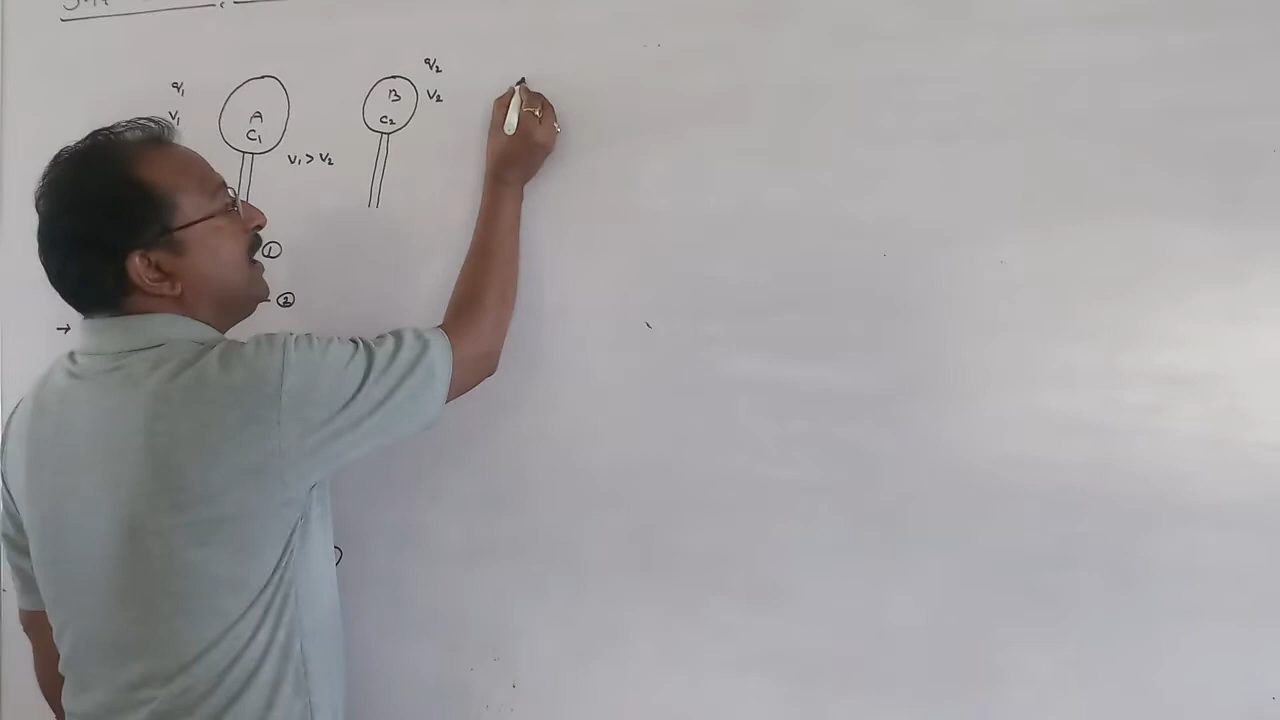 q₂
q₁
B
V₂
V₁
A
C₂
C₁
V₁ > V₂
①
②
→